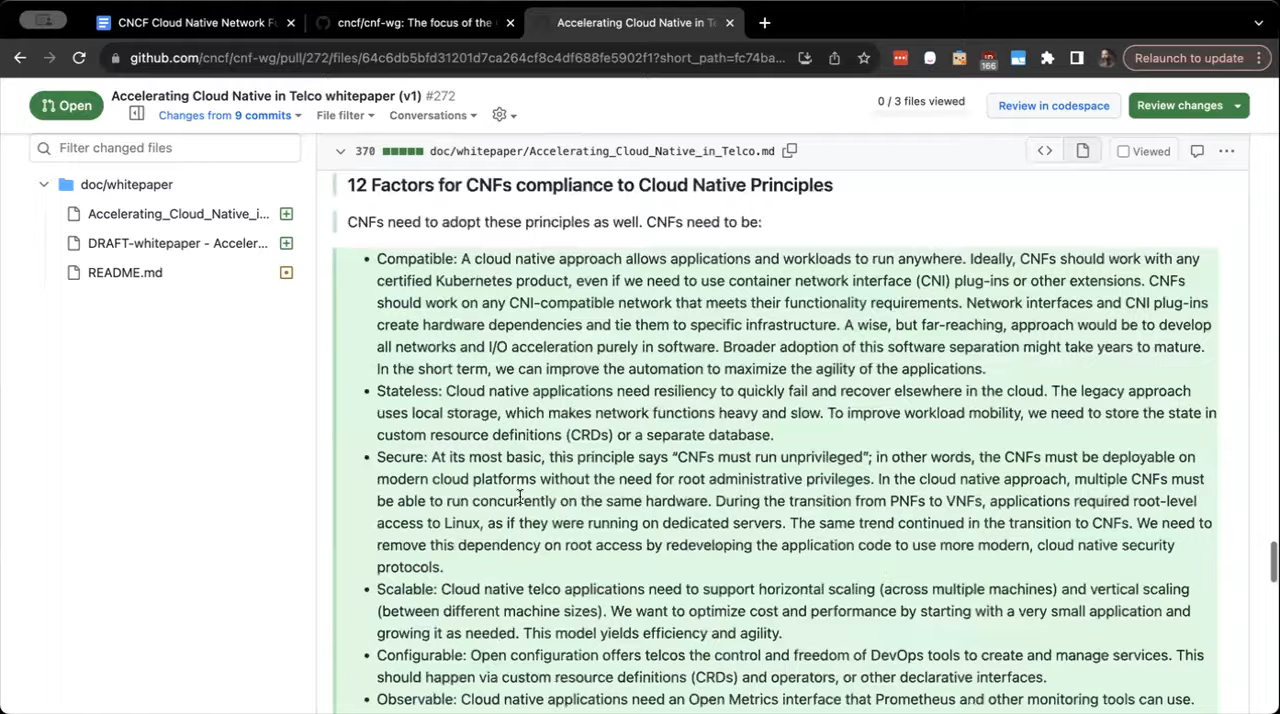 CNCF Cloud Native Network F
cncf/cnf-wg: The focus of the
Accelerating Cloud Native in Te
github.com/cncf/cnf-wg/pull/272/files/64c6db5bfd31201d7ca264cf8c4df688fe5902f1?short_path=fc74ba...
166
Relaunch to update
Open
Accelerating Cloud Native in Telco whitepaper (v1) #272
Changes from 9 commits
File filter
Conversations
0 / 3 files viewed
Review in codespace
Review changes
Filter changed files
370 doc/whitepaper/Accelerating_Cloud_Native_in_Telco.md
Viewed
doc/whitepaper
Accelerating_Cloud_Native_i...
DRAFT-whitepaper - Acceler...
README.md
12 Factors for CNFs compliance to Cloud Native Principles
CNFs need to adopt these principles as well. CNFs need to be:
• Compatible: A cloud native approach allows applications and workloads to run anywhere. Ideally, CNFs should work with any
certified Kubernetes product, even if we need to use container network interface (CNI) plug-ins or other extensions. CNFs
should work on any CNI-compatible network that meets their functionality requirements. Network interfaces and CNI plug-ins
create hardware dependencies and tie them to specific infrastructure. A wise, but far-reaching, approach would be to develop
all networks and I/O acceleration purely in software. Broader adoption of this software separation might take years to mature.
In the short term, we can improve the automation to maximize the agility of the applications.
• Stateless: Cloud native applications need resiliency to quickly fail and recover elsewhere in the cloud. The legacy approach
uses local storage, which makes network functions heavy and slow. To improve workload mobility, we need to store the state in
custom resource definitions (CRDs) or a separate database.
• Secure: At its most basic, this principle says “CNFs must run unprivileged”; in other words, the CNFs must be deployable on
modern cloud platforms without the need for root administrative privileges. In the cloud native approach, multiple CNFs must
be able to run concurrently on the same hardware. During the transition from PNFs to VNFs, applications required root-level
access to Linux, as if they were running on dedicated servers. The same trend continued in the transition to CNFs. We need to
remove this dependency on root access by redeveloping the application code to use more modern, cloud native security
protocols.
• Scalable: Cloud native telco applications need to support horizontal scaling (across multiple machines) and vertical scaling
(between different machine sizes). We want to optimize cost and performance by starting with a very small application and
growing it as needed. This model yields efficiency and agility.
• Configurable: Open configuration offers telcos the control and freedom of DevOps tools to create and manage services. This
should happen via custom resource definitions (CRDs) and operators, or other declarative interfaces.
• Observable: Cloud native applications need an Open Metrics interface that Prometheus and other monitoring tools can use.